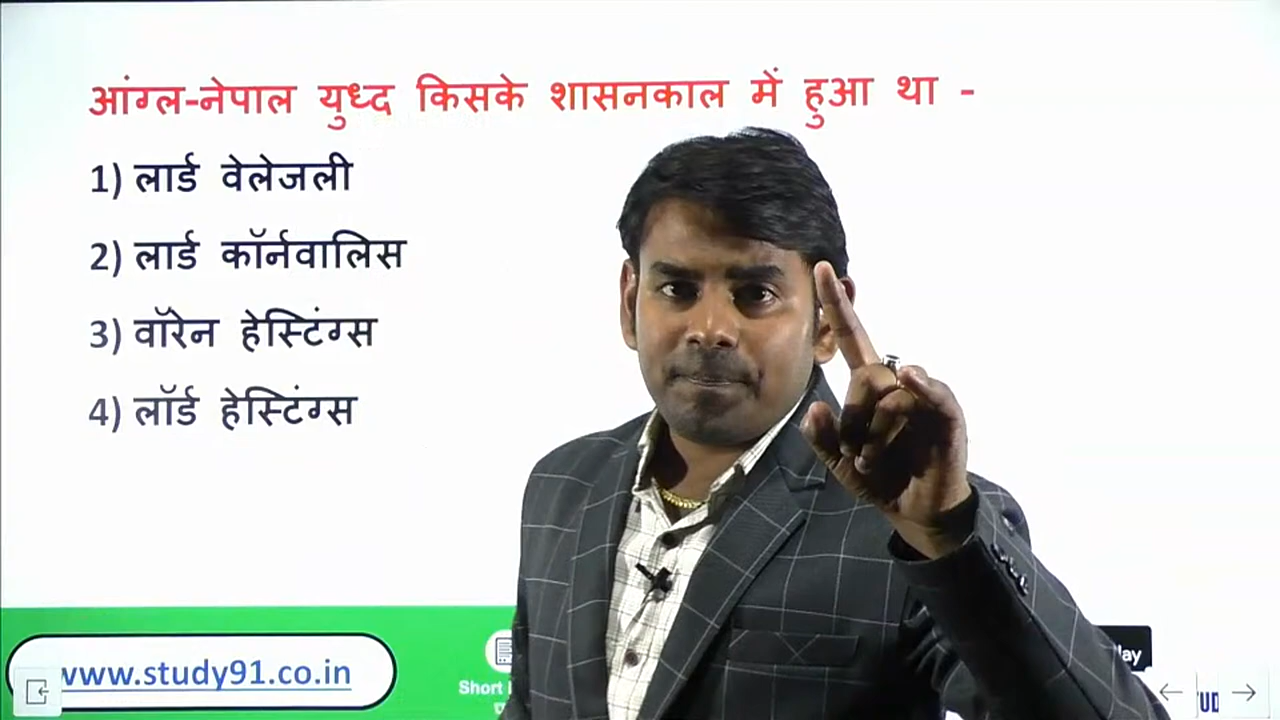 आंग्ल-नेपाल युध्द किसके शासनकाल में हुआ था -
1) लार्ड वेलेजली
2) लार्ड कॉर्नवालिस
3) वॉरेन हेस्टिंग्स
4) लॉर्ड हेस्टिंग्स
www.study91.co.in
Short